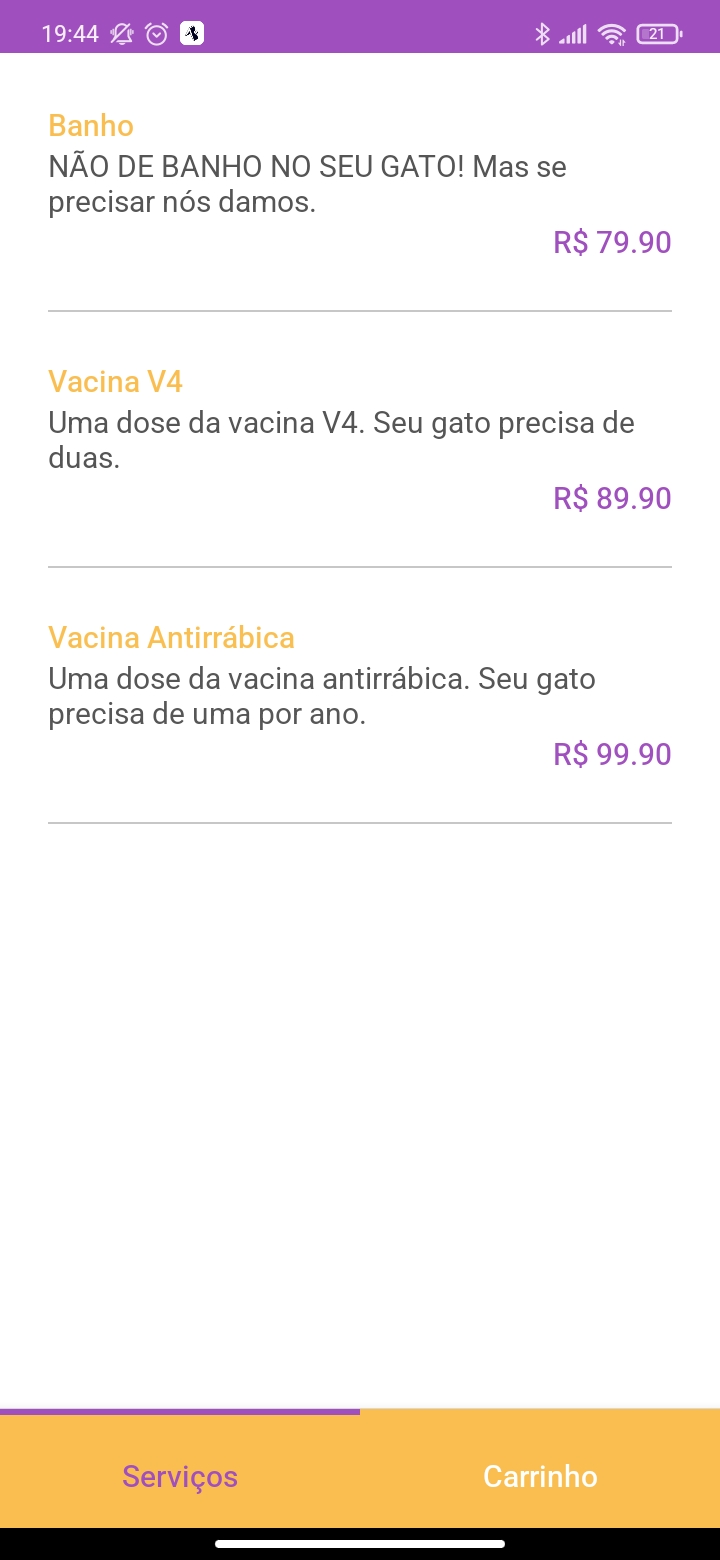 19:44
21
Banho
NÃO DE BANHO NO SEU GATO! Mas se
precisar nós damos.
R$ 79.90
Vacina V4
Uma dose da vacina V4. Seu gato precisa de
duas.
R$ 89.90
Vacina Antirrábica
Uma dose da vacina antirrábica. Seu gato
precisa de uma por ano.
R$ 99.90
Serviços
Carrinho